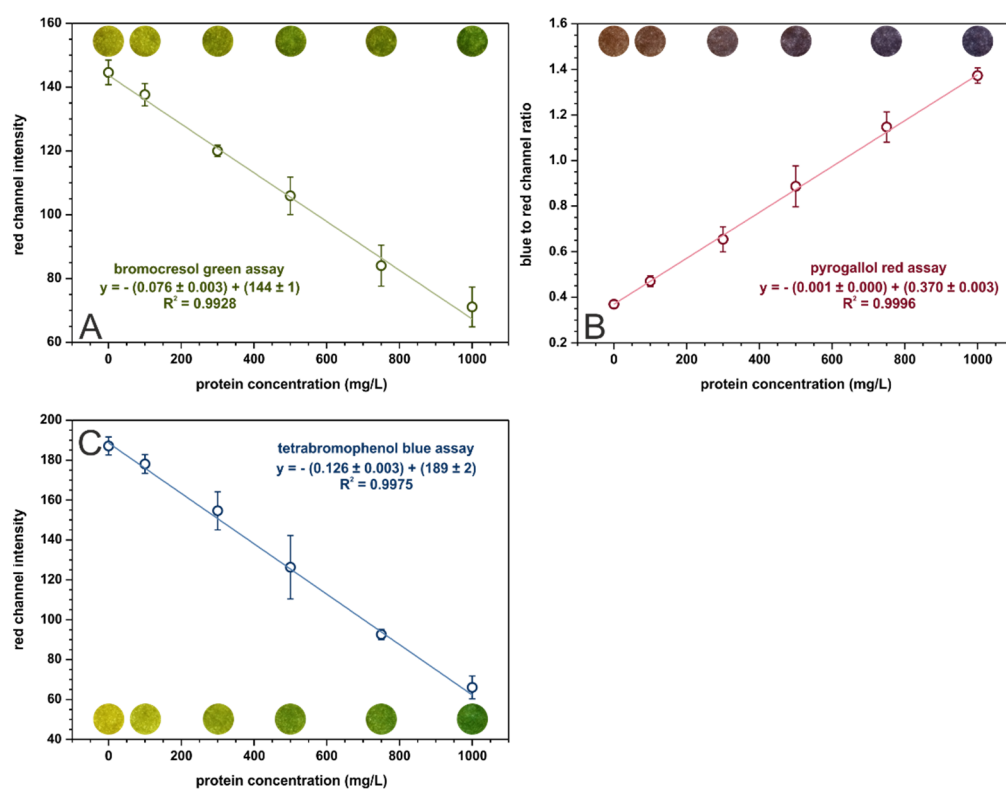 160
140
120
100
80
60
red channel intensity
bromocresol green assay
y = - (0.076 ± 0.003) + (144 ± 1)
R² = 0.9928
A
0 200 400 600 800 1000
protein concentration (mg/L)
1.6
1.4
1.2
1.0
0.8
0.6
0.4
0.2
blue to red channel ratio
pyrogallol red assay
y = - (0.001 ± 0.000) + (0.370 ± 0.003)
R² = 0.9996
B
0 200 400 600 800 1000
protein concentration (mg/L)
200
180
160
140
120
100
80
60
40
red channel intensity
C
tetrabromophenol blue assay
y = - (0.126 ± 0.003) + (189 ± 2)
R² = 0.9975
0 200 400 600 800 1000
protein concentration (mg/L)